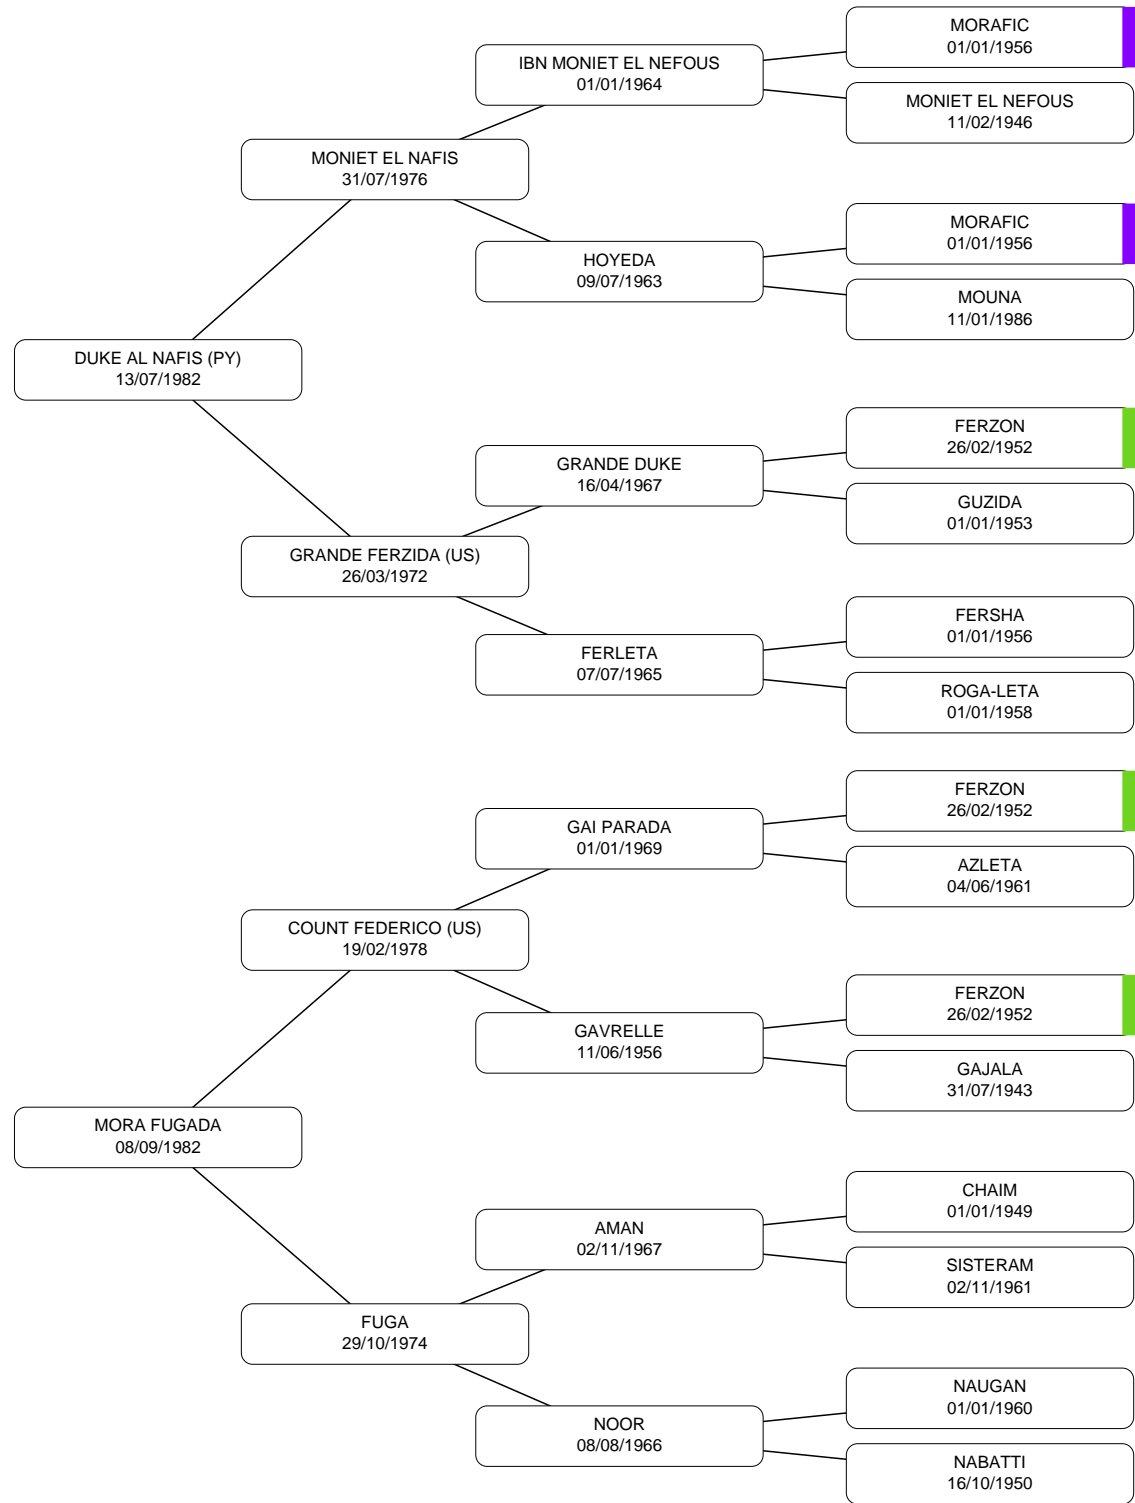 MORAFIC
01/01/1956
IBN MONIET EL NEFOUS
01/01/1964
MONIET EL NEFOUS
11/02/1946
MONIET EL NAFIS
31/07/1976
MORAFIC
01/01/1956
HOYEDA
09/07/1963
MOUNA
11/01/1986
DUKE AL NAFIS (PY)
13/07/1982
FERZON
26/02/1952
GRANDE DUKE
16/04/1967
GUZIDA
01/01/1953
GRANDE FERZIDA (US)
26/03/1972
FERSHA
01/01/1956
FERLETA
07/07/1965
ROGA-LETA
01/01/1958
FERZON
26/02/1952
GAI PARADA
01/01/1969
AZLETA
04/06/1961
COUNT FEDERICO (US)
19/02/1978
FERZON
26/02/1952
GAVRELLE
11/06/1956
GAJALA
31/07/1943
MORA FUGADA
08/09/1982
CHAIM
01/01/1949
AMAN
02/11/1967
SISTERAM
02/11/1961
FUGA
29/10/1974
NAUGAN
01/01/1960
NOOR
08/08/1966
NABATTI
16/10/1950